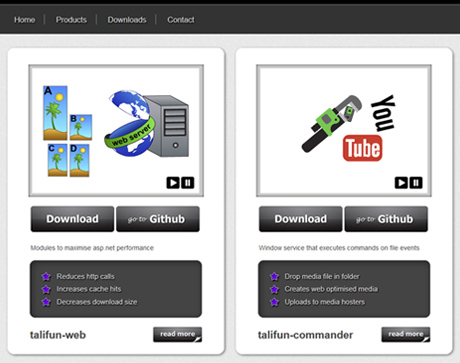 Home Products Downloads Contact
A
B
C D
web server
You
Tube
Download go to Github
Download go to Github
Modules to maximise asp.net performance
Window service that executes commands on file events
Reduces http calls
Increases cache hits
Decreases download size
Drop media file in folder
Creates web optimised media
Uploads to media hosters
talifun-web read more
talifun-commander read more